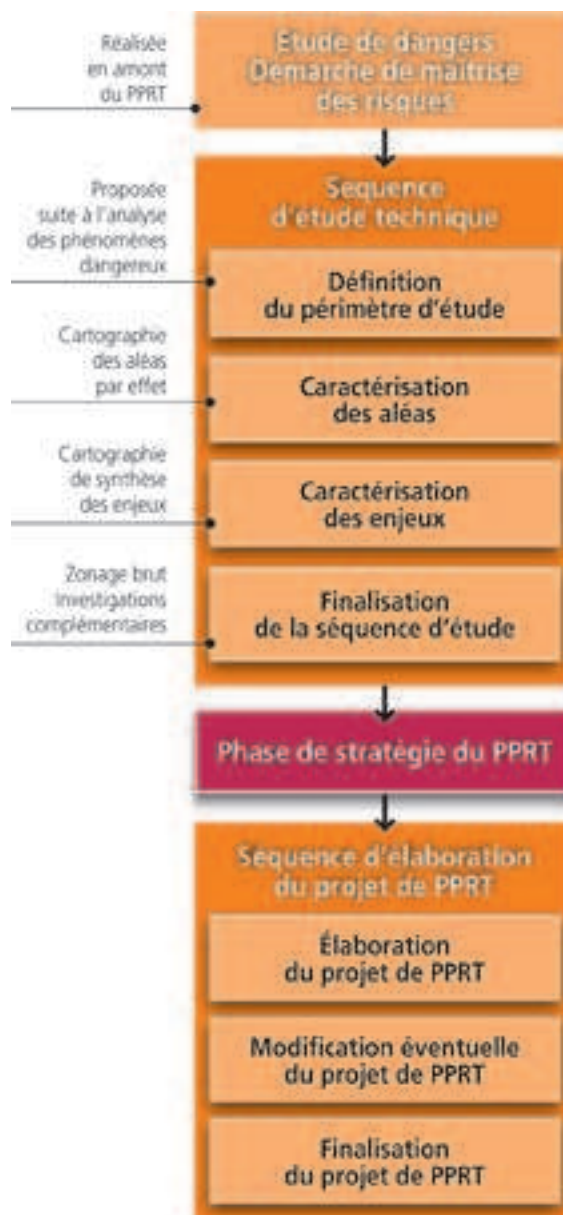 Réalisée
en amont
du PPRT
Etude de dangers
Démarche de maîtrise
des risques
Séquence
d'étude technique
Proposée
suite à l'analyse
des phénomènes
dangereux
Définition
du périmètre d'étude
Cartographie
des aléas
par effet
Caractérisation
des aléas
Cartographie
de synthèse
des enjeux
Caractérisation
des enjeux
Zonage brut
Investigations
complémentaires
Finalisation
de la séquence d'étude
Phase de stratégie du PPRT
Séquence d'élaboration
du projet de PPRT
Élaboration
du projet de PPRT
Modification éventuelle
du projet de PPRT
Finalisation
du projet de PPRT